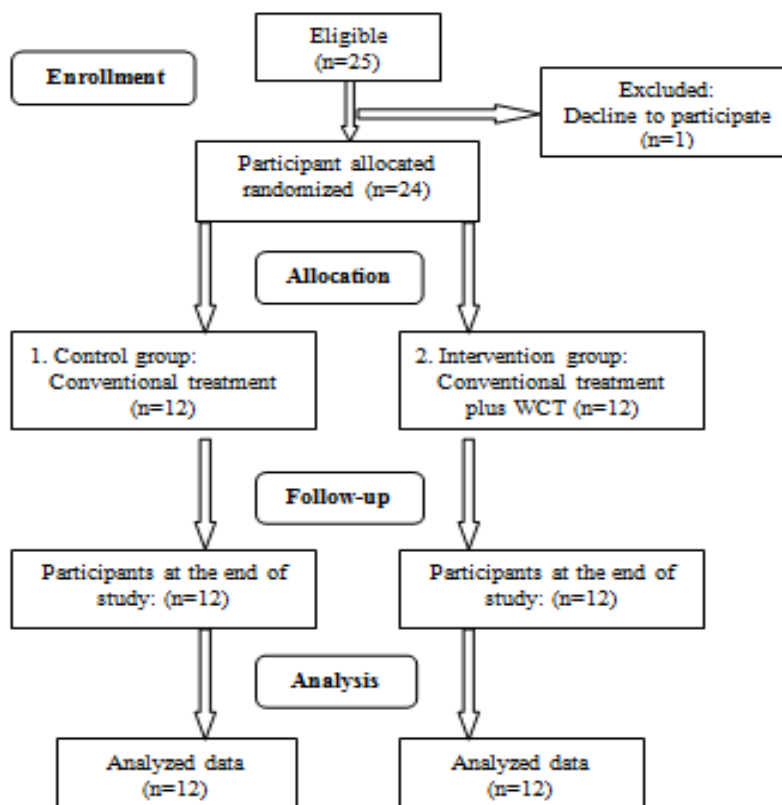 Eligible
(n=25)
Enrollment
Excluded:
Decline to participate
(n=1)
Participant allocated
randomized (n=24)
Allocation
1. Control group:
Conventional treatment
(n=12)
2. Intervention group:
Conventional treatment
plus WCT (n=12)
Follow-up
Participants at the end of
study: (n=12)
Participants at the end of
study: (n=12)
Analysis
Analyzed data
(n=12)
Analyzed data
(n=12)